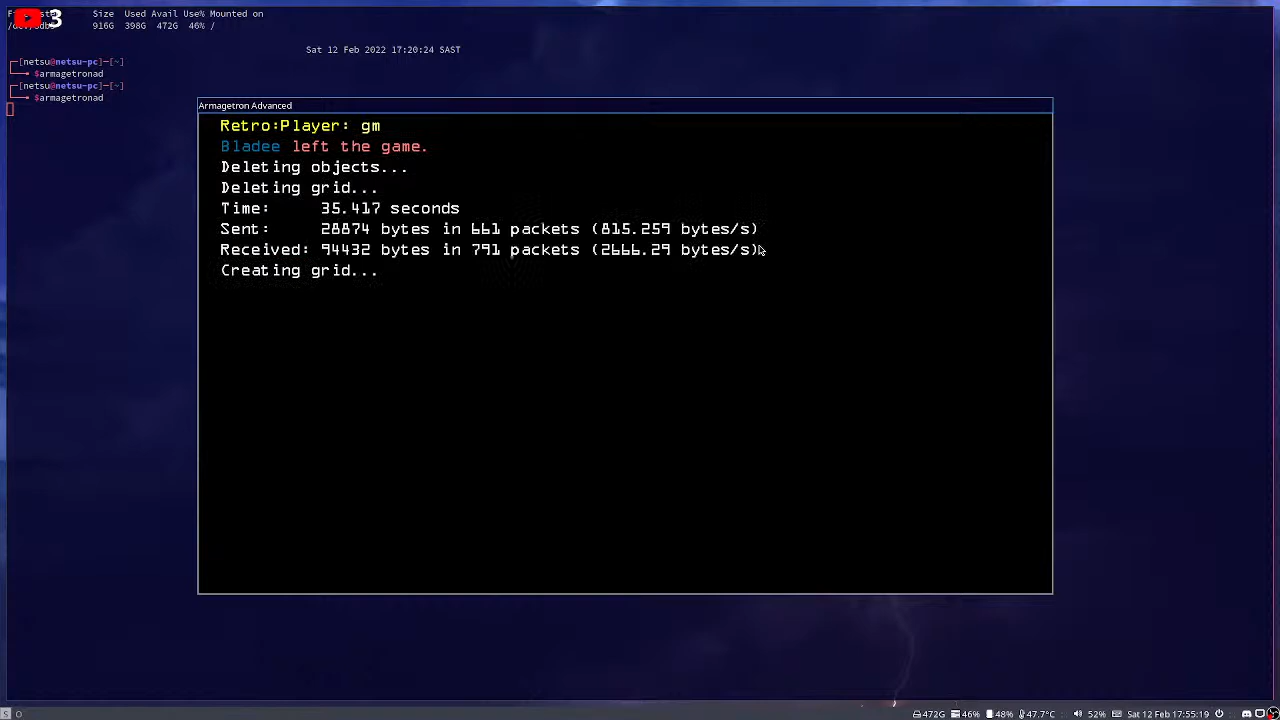 3
Size Used Avail Use% Mounted on
916G 398G 472G 46% /
Sat 12 Feb 2022 17:20:24 SAST
[netsu@netsu-pc]—[~]
$armagetronad
[netsu@netsu-pc]—[~]
$armagetronad
Armagetron Advanced
Retro:Player: gm
Bladee left the game.
Deleting objects...
Deleting grid...
Time: 35.417 seconds
Sent: 28874 bytes in 661 packets (815.259 bytes/s)
Received: 94432 bytes in 791 packets (2666.29 bytes/s)
Creating grid...
S 472G 46% 48% 47.7°C 52% Sat 12 Feb 17:55:19